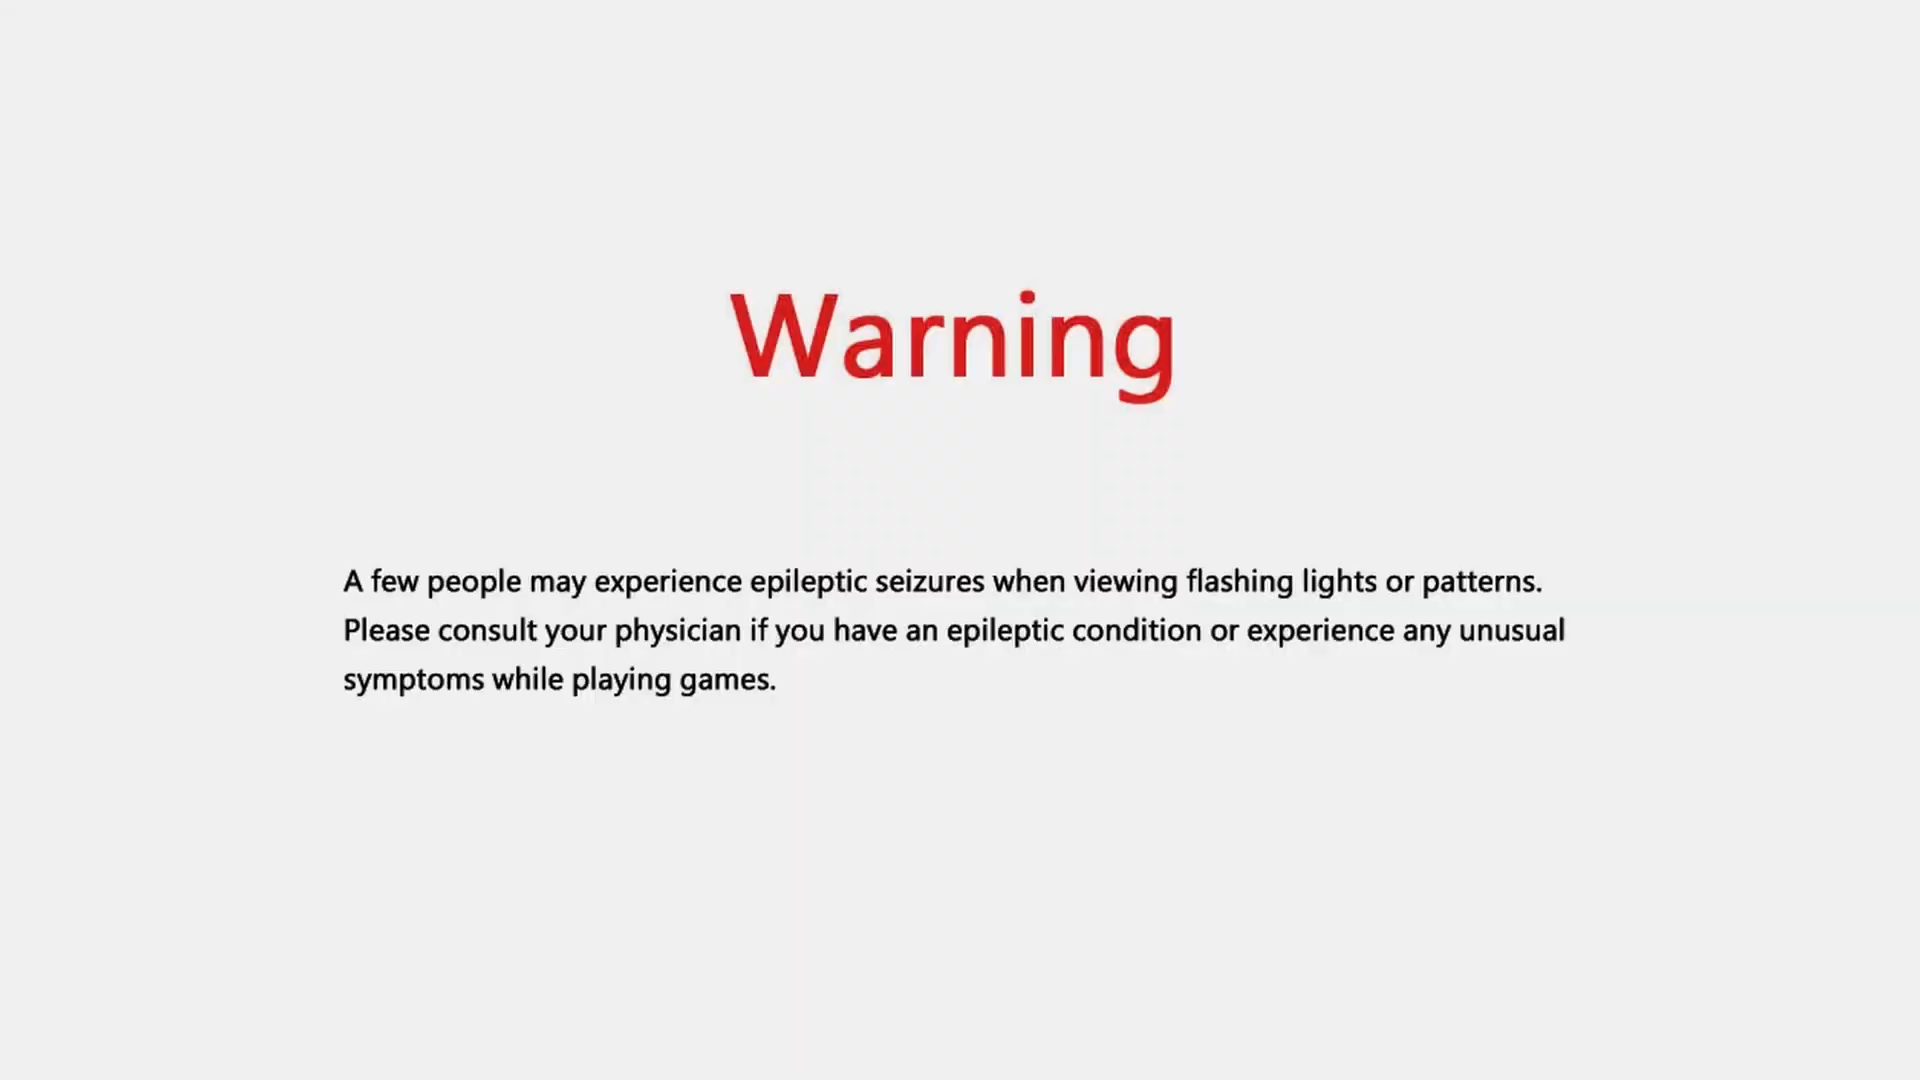 Warning
A few people may experience epileptic seizures when viewing flashing lights or patterns.
Please consult your physician if you have an epileptic condition or experience any unusual
symptoms while playing games.